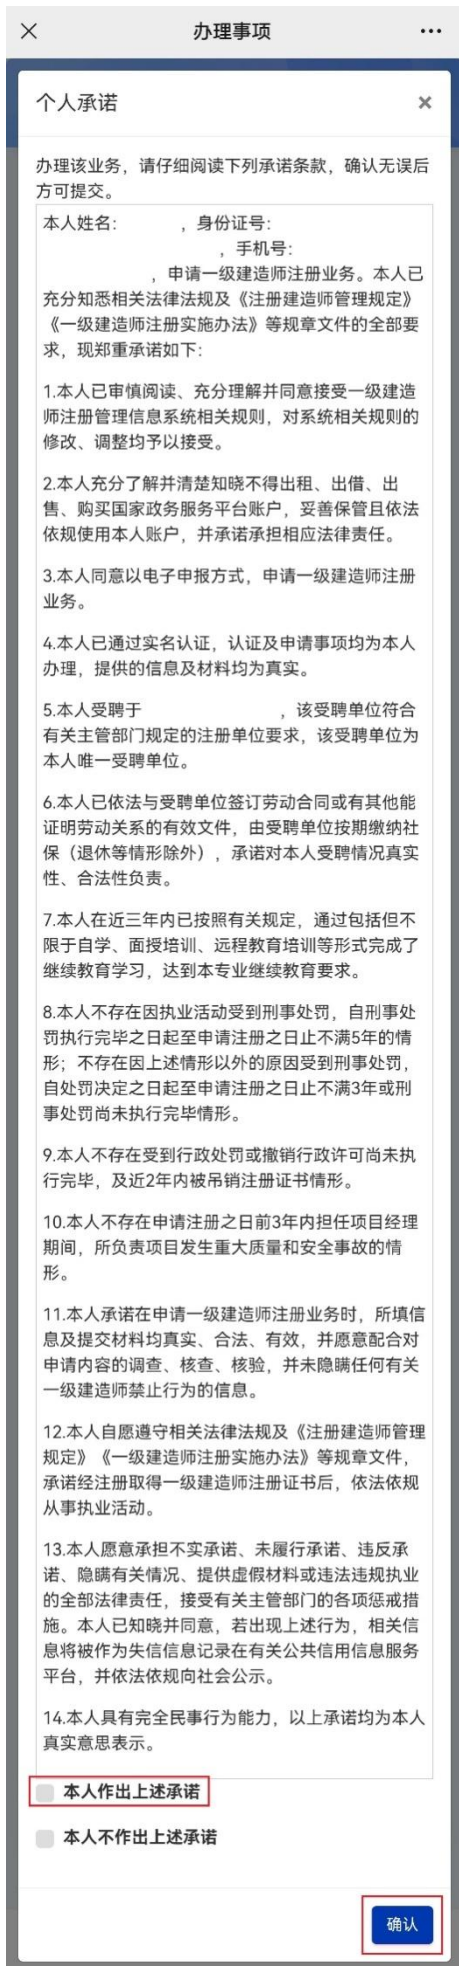 办理事项
个人承诺
办理该业务，请仔细阅读下列承诺条款，确认无误后
方可提交。
本人姓名： ，身份证号：
，手机号：
，申请一级建造师注册业务。本人已
充分知悉相关法律法规及《注册建造师管理规定》
《一级建造师注册实施办法》等规章文件的全部要
求，现郑重承诺如下：
1.本人已审慎阅读、充分理解并同意接受一级建造
师注册管理信息系统相关规则，对系统相关规则的
修改、调整均予以接受。
2.本人充分了解并清楚知晓不得出租、出借、出
售、购买国家政务服务平台账户，妥善保管且依法
依规使用本人账户，并承诺承担相应法律责任。
3.本人同意以电子申报方式，申请一级建造师注册
业务。
4.本人已通过实名认证，认证及申请事项均为本人
办理，提供的信息及材料均为真实。
5.本人受聘于 ，该受聘单位符合
有关主管部门规定的注册单位要求，该受聘单位为
本人唯一受聘单位。
6.本人已依法与受聘单位签订劳动合同或有其他能
证明劳动关系的有效文件，由受聘单位按期缴纳社
保（退休等情形除外），承诺对本人受聘情况真实
性、合法性负责。
7.本人在近三年内已按照有关规定，通过包括但不
限于自学、面授培训、远程教育培训等形式完成了
继续教育学习，达到本专业继续教育要求。
8.本人不存在因执业活动受到刑事处罚，自刑事处
罚执行完毕之日起至申请注册之日止不满5年的情
形；不存在因上述情形以外的原因受到刑事处罚，
自处罚决定之日起至申请注册之日止不满3年或刑
事处罚尚未执行完毕情形。
9.本人不存在受到行政处罚或撤销行政许可尚未执
行完毕，及近2年内被吊销注册证书情形。
10.本人不存在申请注册之日前3年内担任项目经理
期间，所负责项目发生重大质量和安全事故的情
形。
11.本人承诺在申请一级建造师注册业务时，所填信
息及提交材料均真实、合法、有效，并愿意配合对
申请内容的调查、核查、核验，并未隐瞒任何有关
一级建造师禁止行为的信息。
12.本人自愿遵守相关法律法规及《注册建造师管理
规定》《一级建造师注册实施办法》等规章文件，
承诺经注册取得一级建造师注册证书后，依法依规
从事执业活动。
13.本人愿意承担不实承诺、未履行承诺、违反承
诺、隐瞒有关情况、提供虚假材料或违法违规执业
的全部法律责任，接受有关主管部门的各项惩戒措
施。本人已知晓并同意，若出现上述行为，相关信
息将被作为失信信息记录在有关公共信用信息服务
平台，并依法依规向社会公示。
14.本人具有完全民事行为能力，以上承诺均为本人
真实意思表示。
本人作出上述承诺
本人不作出上述承诺
确认